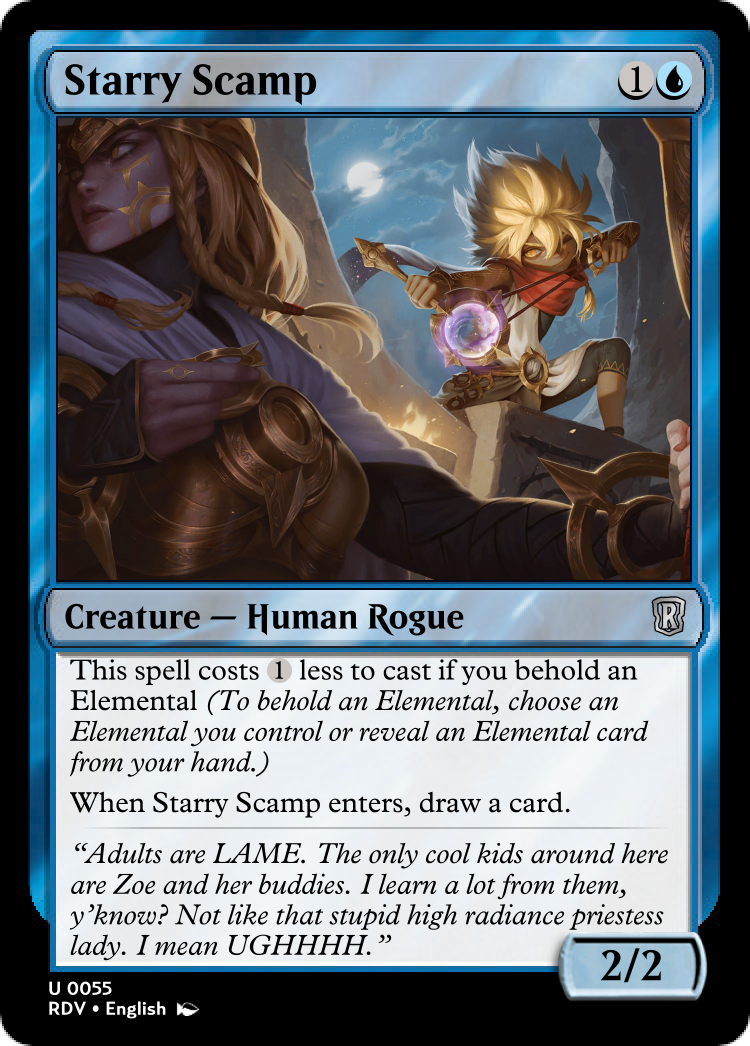 Starry Scamp 1
Creature — Human Rogue R
This spell costs 1 less to cast if you behold an
Elemental (To behold an Elemental, choose an
Elemental you control or reveal an Elemental card
from your hand.)
When Starry Scamp enters, draw a card.
“Adults are LAME. The only cool kids around here
are Zoe and her buddies. I learn a lot from them,
y’know? Not like that stupid high radiance priestess
lady. I mean UGHHHH.”
2/2
U 0055
RDV • English